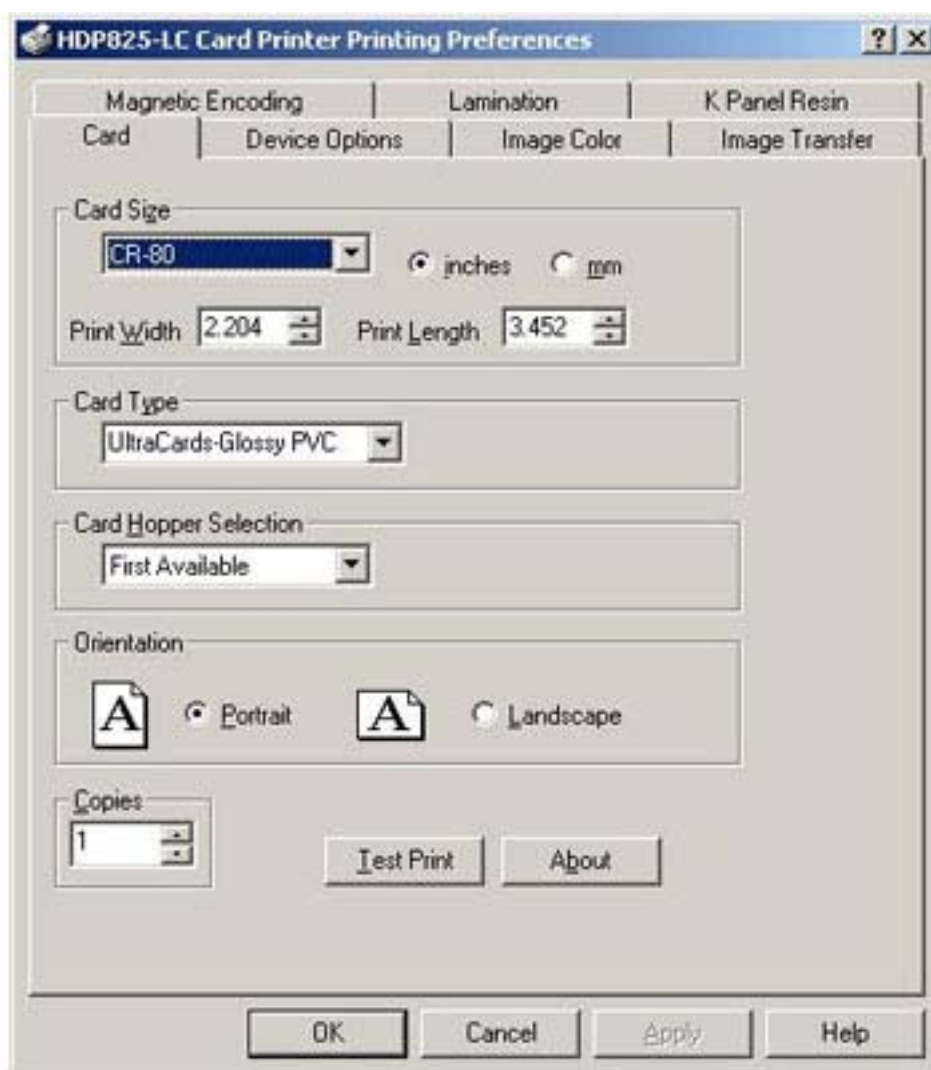 HDP825-LC Card Printer Printing Preferences
Magnetic Encoding Lamination K Panel Resin
Card Device Options Image Color Image Transfer
Card Size
CR-80 inches mm
Print Width 2.204 Print Length 3.452
Card Type
UltraCards-Glossy PVC
Card Hopper Selection
First Available
Orientation
A Portrait A Landscape
Copies
1 Test Print About
OK Cancel Apply Help